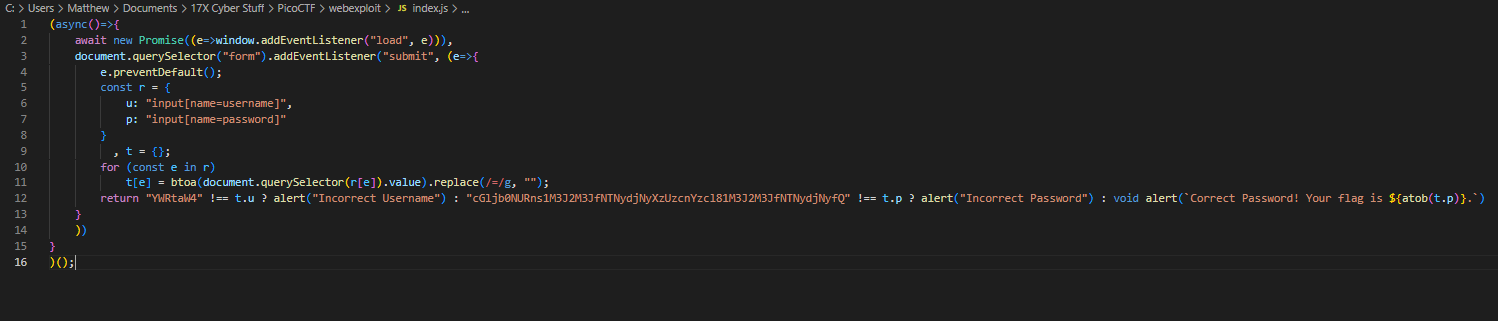 C: > Users > Matthew > Documents > 17X Cyber Stuff > PicoCTF > webexploit > JS index.js > ...
1 (async()=>{
2 await new Promise((e=>window.addEventListener("load", e))),
3 document.querySelector("form").addEventListener("submit", (e=>{
4 e.preventDefault();
5 const r = {
6 u: "input[name=username]",
7 p: "input[name=password]"
8 }
9 , t = {};
10 for (const e in r)
11 t[e] = btoa(document.querySelector(r[e]).value).replace(/=/g, "");
12 return "YWRtaW4" !== t.u ? alert("Incorrect Username") : "cGljb0NURns1M3J2M3JfNTNydjNyXzUzcnYzcl81M3J2M3JfNTNydjNyfQ" !== t.p ? alert("Incorrect Password") : void alert(`Correct Password! Your flag is ${atob(t.p)}.`)
13 }
14 ))
15 }
16 )();